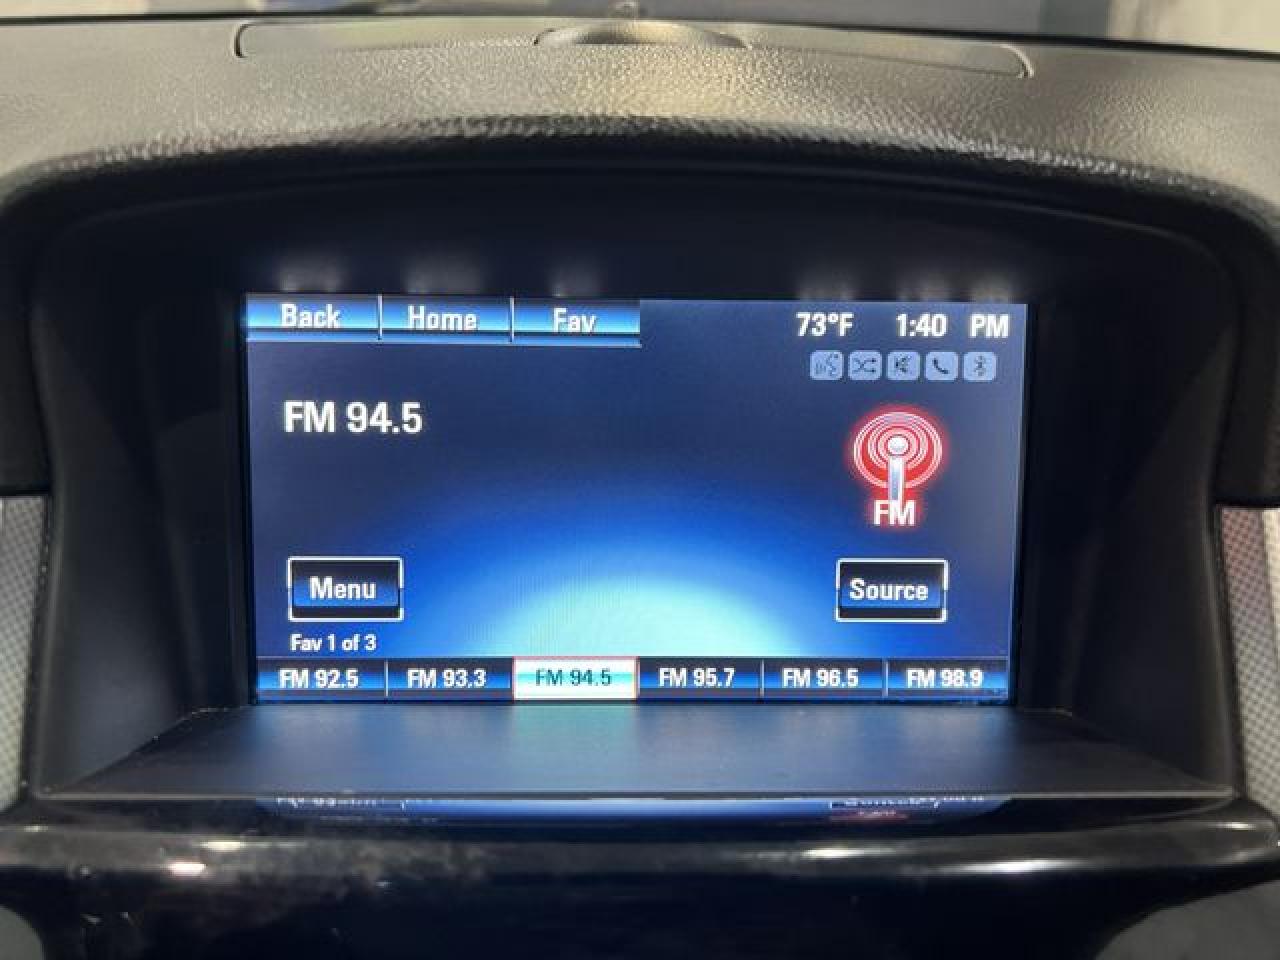 Back Home Fav 73°F 1:40 PM
FM 94.5
FM
Menu Source
Fav 1 of 3
FM 92.5 FM 93.3 FM 94.5 FM 95.7 FM 96.5 FM 98.9